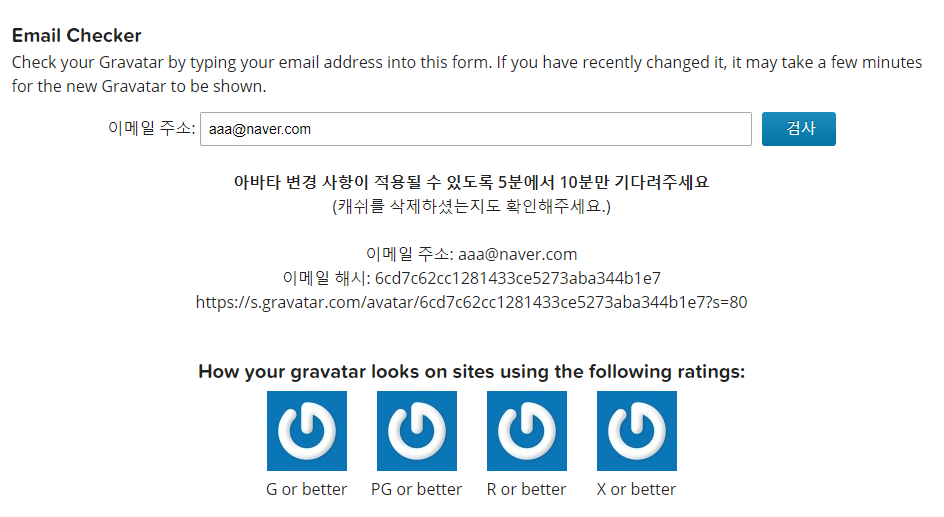 Email Checker
Check your Gravatar by typing your email address into this form. If you have recently changed it, it may take a few minutes
for the new Gravatar to be shown.
이메일 주소: aaa@naver.com 검사
아바타 변경 사항이 적용될 수 있도록 5분에서 10분만 기다려주세요
(캐쉬를 삭제하셨는지도 확인해주세요.)
이메일 주소: aaa@naver.com
이메일 해시: 6cd7c62cc1281433ce5273aba344b1e7
https://s.gravatar.com/avatar/6cd7c62cc1281433ce5273aba344b1e7?s=80
How your gravatar looks on sites using the following ratings:
G or better PG or better R or better X or better